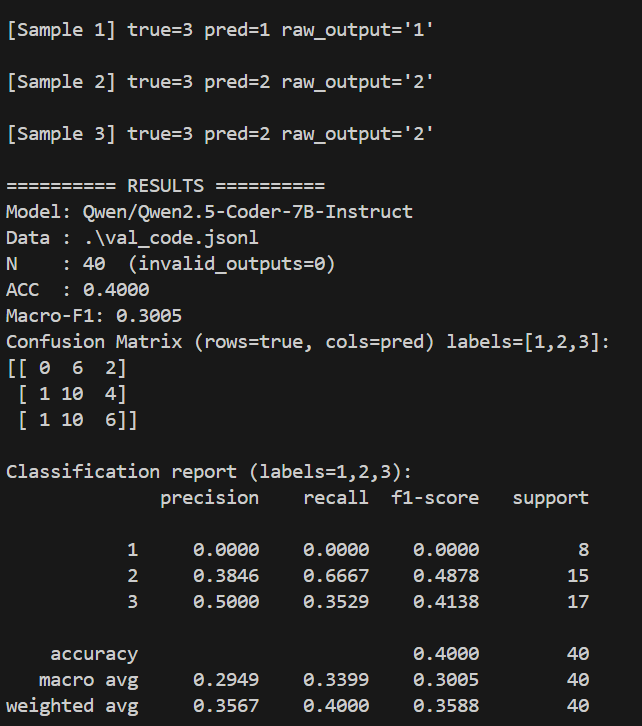 [Sample 1] true=3 pred=1 raw_output='1'
[Sample 2] true=3 pred=2 raw_output='2'
[Sample 3] true=3 pred=2 raw_output='2'
========== RESULTS ==========
Model: Qwen/Qwen2.5-Coder-7B-Instruct
Data : .\val_code.jsonl
N    : 40  (invalid_outputs=0)
ACC  : 0.4000
Macro-F1: 0.3005
Confusion Matrix (rows=true, cols=pred) labels=[1,2,3]:
[[ 0  6  2]
 [ 1 10  4]
 [ 1 10  6]]
Classification report (labels=1,2,3):
              precision    recall  f1-score   support
           1     0.0000    0.0000    0.0000         8
           2     0.3846    0.6667    0.4878        15
           3     0.5000    0.3529    0.4138        17
    accuracy                         0.4000        40
   macro avg     0.2949    0.3399    0.3005        40
weighted avg     0.3567    0.4000    0.3588        40